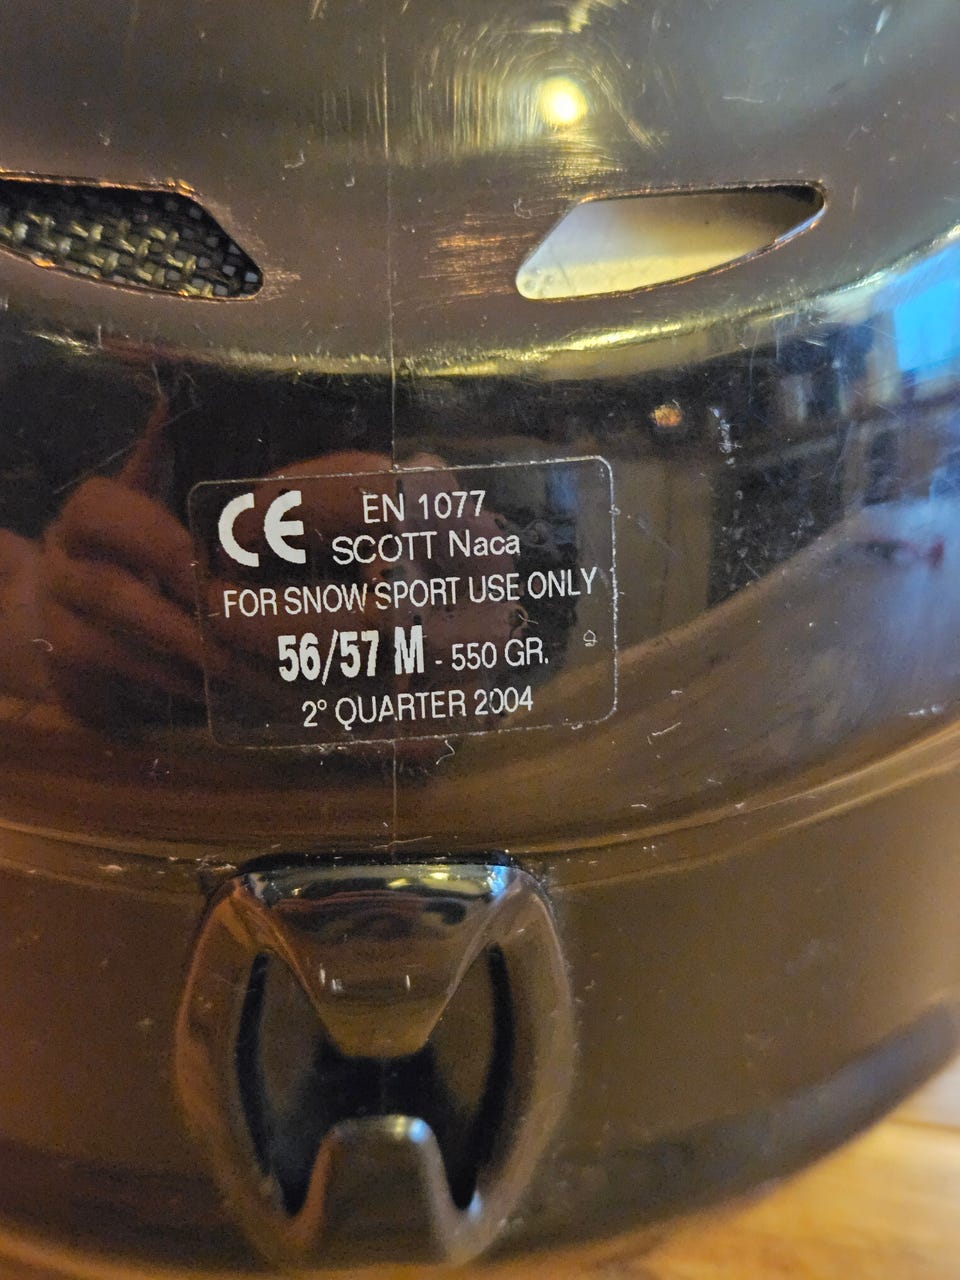 CE EN 1077
SCOTT Naca
FOR SNOW SPORT USE ONLY
56/57 M - 550 GR.
2° QUARTER 2004